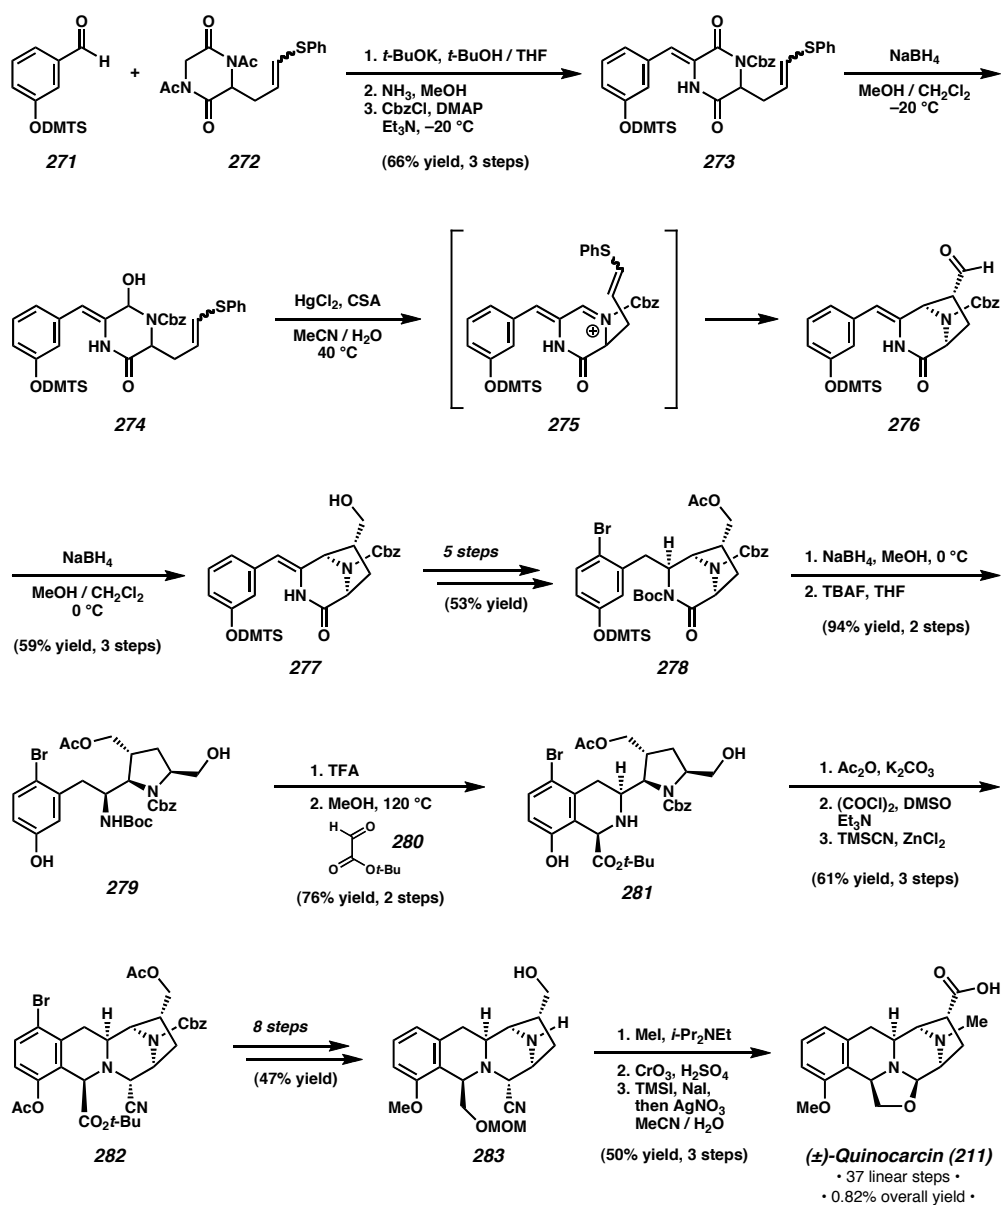 O
H
ODMTS
271
+
O
NAc
AcN
O
SPh
272
1. t-BuOK, t-BuOH / THF
2. NH3, MeOH
3. CbzCl, DMAP
Et3N, –20 °C
(66% yield, 3 steps)
O
NCbz
HN
O
SPh
ODMTS
273
NaBH4
MeOH / CH2Cl2
–20 °C
OH
NCbz
HN
O
SPh
ODMTS
274
HgCl2, CSA
MeCN / H2O
40 °C
PhS
N
Cbz
⊕
HN
O
ODMTS
275
O
H
N
Cbz
HN
O
ODMTS
276
NaBH4
MeOH / CH2Cl2
0 °C
(59% yield, 3 steps)
HO
N
Cbz
HN
O
ODMTS
277
5 steps
(53% yield)
AcO
Br
H
N
Cbz
BocN
O
ODMTS
278
1. NaBH4, MeOH, 0 °C
2. TBAF, THF
(94% yield, 2 steps)
Br
AcO
OH
N
Cbz
NHBoc
OH
279
1. TFA
2. MeOH, 120 °C
O
O
Ot-Bu
280
(76% yield, 2 steps)
Br
AcO
OH
H
N
Cbz
NH
OH
CO2t-Bu
281
1. Ac2O, K2CO3
2. (COCl)2, DMSO
Et3N
3. TMSCN, ZnCl2
(61% yield, 3 steps)
AcO
Br
H
N
Cbz
N
AcO
CN
CO2t-Bu
282
8 steps
(47% yield)
HO
H
N
H
N
MeO
CN
OMOM
283
1. MeI, i-Pr2NEt
2. CrO3, H2SO4
3. TMSI, NaI,
then AgNO3
MeCN / H2O
(50% yield, 3 steps)
O
OH
H
N
Me
N
MeO
O
(±)-Quinocarcin (211)
• 37 linear steps •
• 0.82% overall yield •